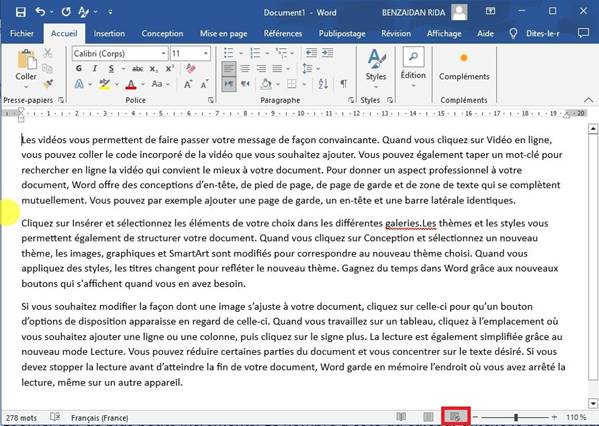 Document1 - Word
BENZAIDAN RIDA
Fichier Accueil Insertion Conception Mise en page Références Publipostage Révision Affichage Aide Dites-le-r
Calibri (Corps) 11
Coller
G I S
Styles
Édition
Compléments
Presse-papiers Police Paragraphe Styles Compléments
Les vidéos vous permettent de faire passer votre message de façon convaincante. Quand vous cliquez sur Vidéo en ligne,
vous pouvez coller le code incorporé de la vidéo que vous souhaitez ajouter. Vous pouvez également taper un mot-clé pour
rechercher en ligne la vidéo qui convient le mieux à votre document. Pour donner un aspect professionnel à votre
document, Word offre des conceptions d’en-tête, de pied de page, de page de garde et de zone de texte qui se complètent
mutuellement. Vous pouvez par exemple ajouter une page de garde, un en-tête et une barre latérale identiques.
Cliquez sur Insérer et sélectionnez les éléments de votre choix dans les différentes galeries.Les thèmes et les styles vous
permettent également de structurer votre document. Quand vous cliquez sur Conception et sélectionnez un nouveau
thème, les images, graphiques et SmartArt sont modifiés pour correspondre au nouveau thème choisi. Quand vous
appliquez des styles, les titres changent pour refléter le nouveau thème. Gagnez du temps dans Word grâce aux nouveaux
boutons qui s'affichent quand vous en avez besoin.
Si vous souhaitez modifier la façon dont une image s’ajuste à votre document, cliquez sur celle-ci pour qu’un bouton
d’options de disposition apparaisse en regard de celle-ci. Quand vous travaillez sur un tableau, cliquez à l’emplacement où
vous souhaitez ajouter une ligne ou une colonne, puis cliquez sur le signe plus. La lecture est également simplifiée grâce au
nouveau mode Lecture. Vous pouvez réduire certaines parties du document et vous concentrer sur le texte désiré. Si vous
devez stopper la lecture avant d’atteindre la fin de votre document, Word garde en mémoire l’endroit où vous avez arrêté la
lecture, même sur un autre appareil.
278 mots Français (France) 110 %